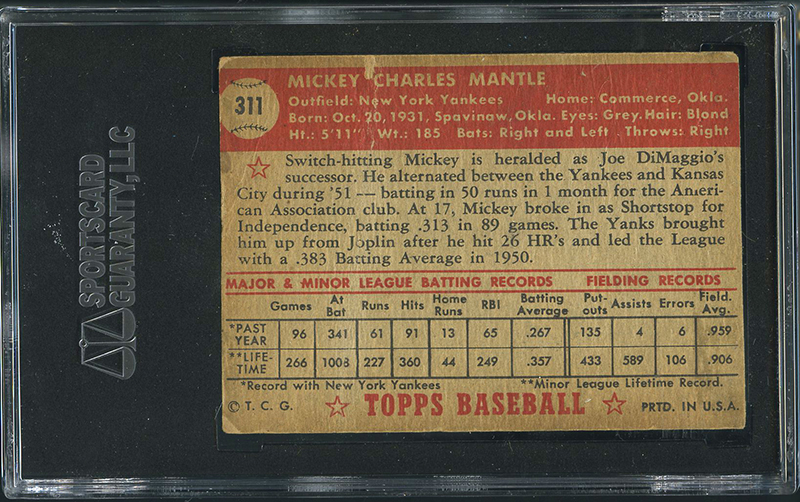 SPORTSCARD
GUARANTY, LLC
311
MICKEY CHARLES MANTLE
Outfield: New York Yankees Home: Commerce, Okla.
Born: Oct. 20, 1931, Spavinaw, Okla. Eyes: Grey. Hair: Blond
Ht.: 5'11" Wt.: 185 Bats: Right and Left Throws: Right
Switch-hitting Mickey is heralded as Joe DiMaggio's
successor. He alternated between the Yankees and Kansas
City during '51 — batting in 50 runs in 1 month for the Ameri-
can Association club. At 17, Mickey broke in as Shortstop for
Independence, batting .313 in 89 games. The Yanks brought
him up from Joplin after he hit 26 HR's and led the League
with a .383 Batting Average in 1950.
MAJOR & MINOR LEAGUE BATTING RECORDS FIELDING RECORDS
Games At Bat Runs Hits Home Runs RBI Batting Average Put-outs Assists Errors Field. Avg.
*PAST YEAR 96 341 61 91 13 65 .267 135 4 6 .959
**LIFE-TIME 266 1008 227 360 44 249 .357 433 589 106 .906
*Record with New York Yankees **Minor League Lifetime Record.
© T. C. G. TOPPS BASEBALL PRTD. IN U.S.A.